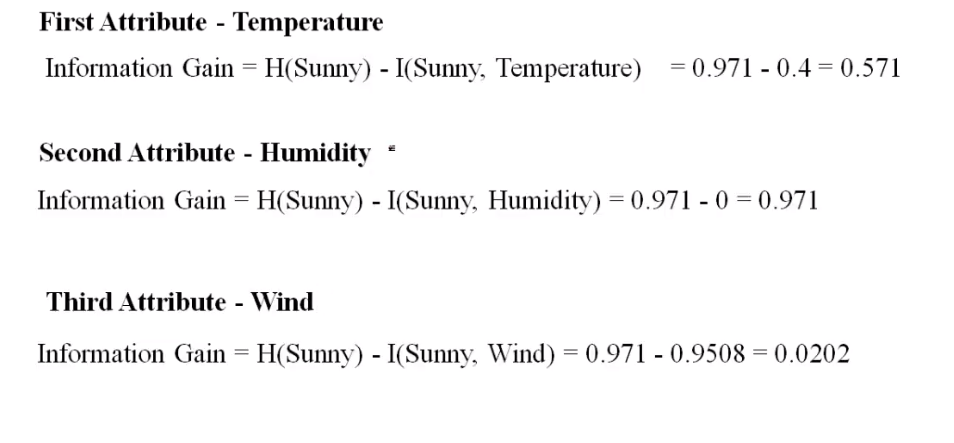 First Attribute - Temperature
Information Gain = H(Sunny) - I(Sunny, Temperature) = 0.971 - 0.4 = 0.571
Second Attribute - Humidity
Information Gain = H(Sunny) - I(Sunny, Humidity) = 0.971 - 0 = 0.971
Third Attribute - Wind
Information Gain = H(Sunny) - I(Sunny, Wind) = 0.971 - 0.9508 = 0.0202